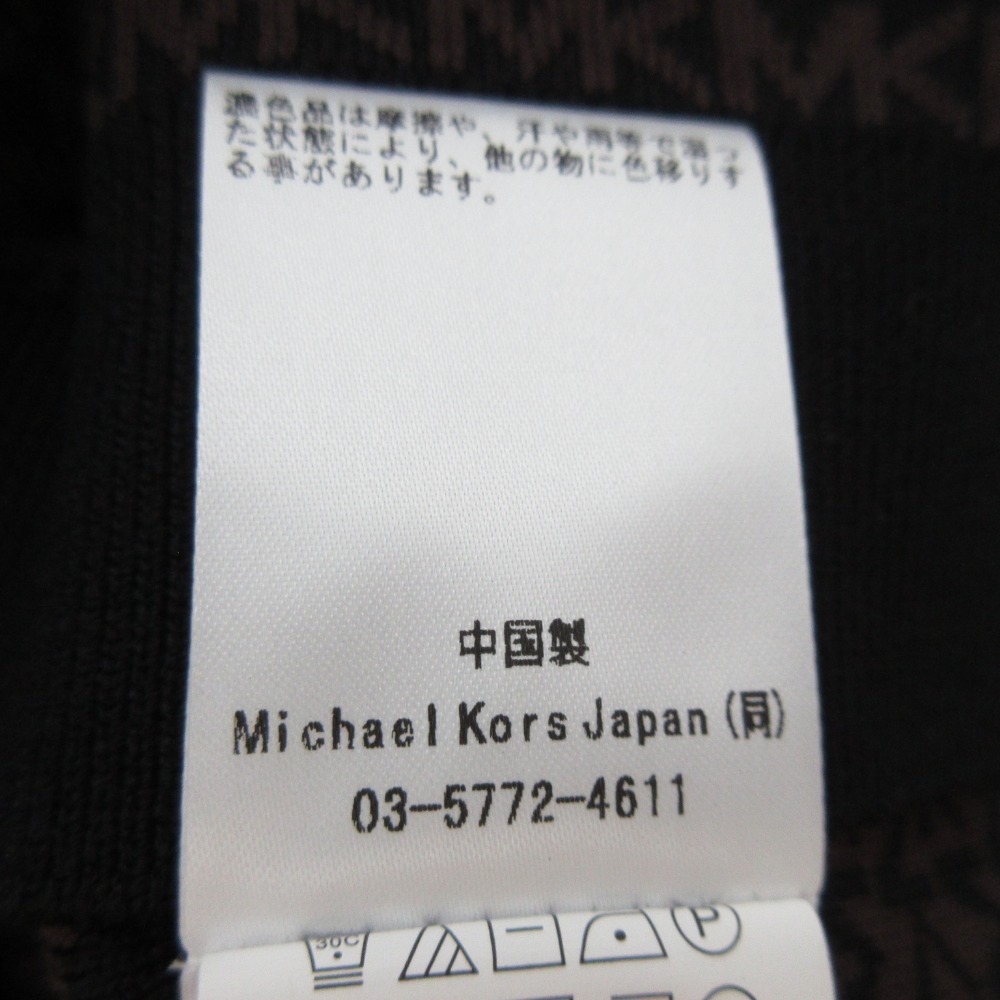 濃色品は摩擦や、汗や雨等で湿っ
た状態により、他の物に色移りす
る事があります。
中国製
Michael Kors Japan (同)
03-5772-4611
30C
P